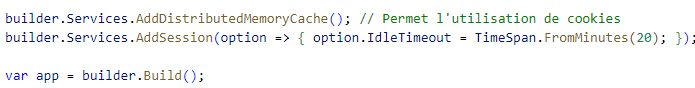 builder.Services.AddDistributedMemoryCache(); // Permet l'utilisation de cookies
builder.Services.AddSession(option => { option.IdleTimeout = TimeSpan.FromMinutes(20); });
var app = builder.Build();